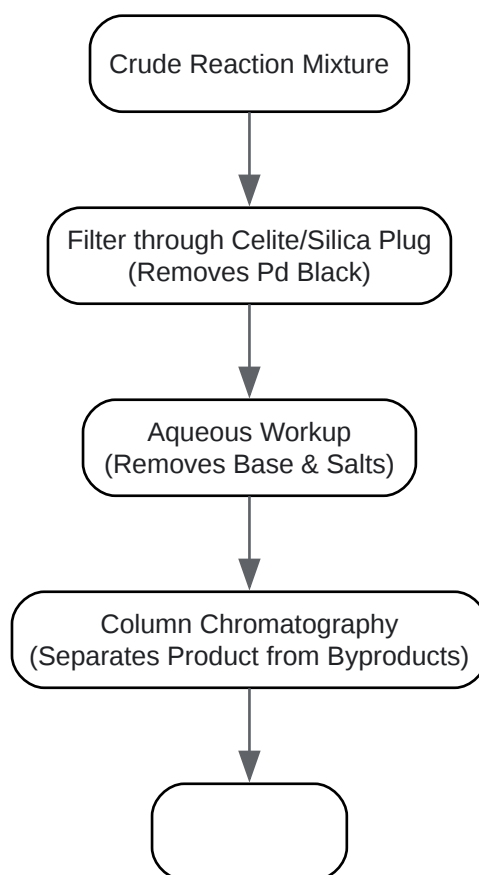 Crude Reaction Mixture
Filter through Celite/Silica Plug
(Removes Pd Black)
Aqueous Workup
(Removes Base & Salts)
Column Chromatography
(Separates Product from Byproducts)